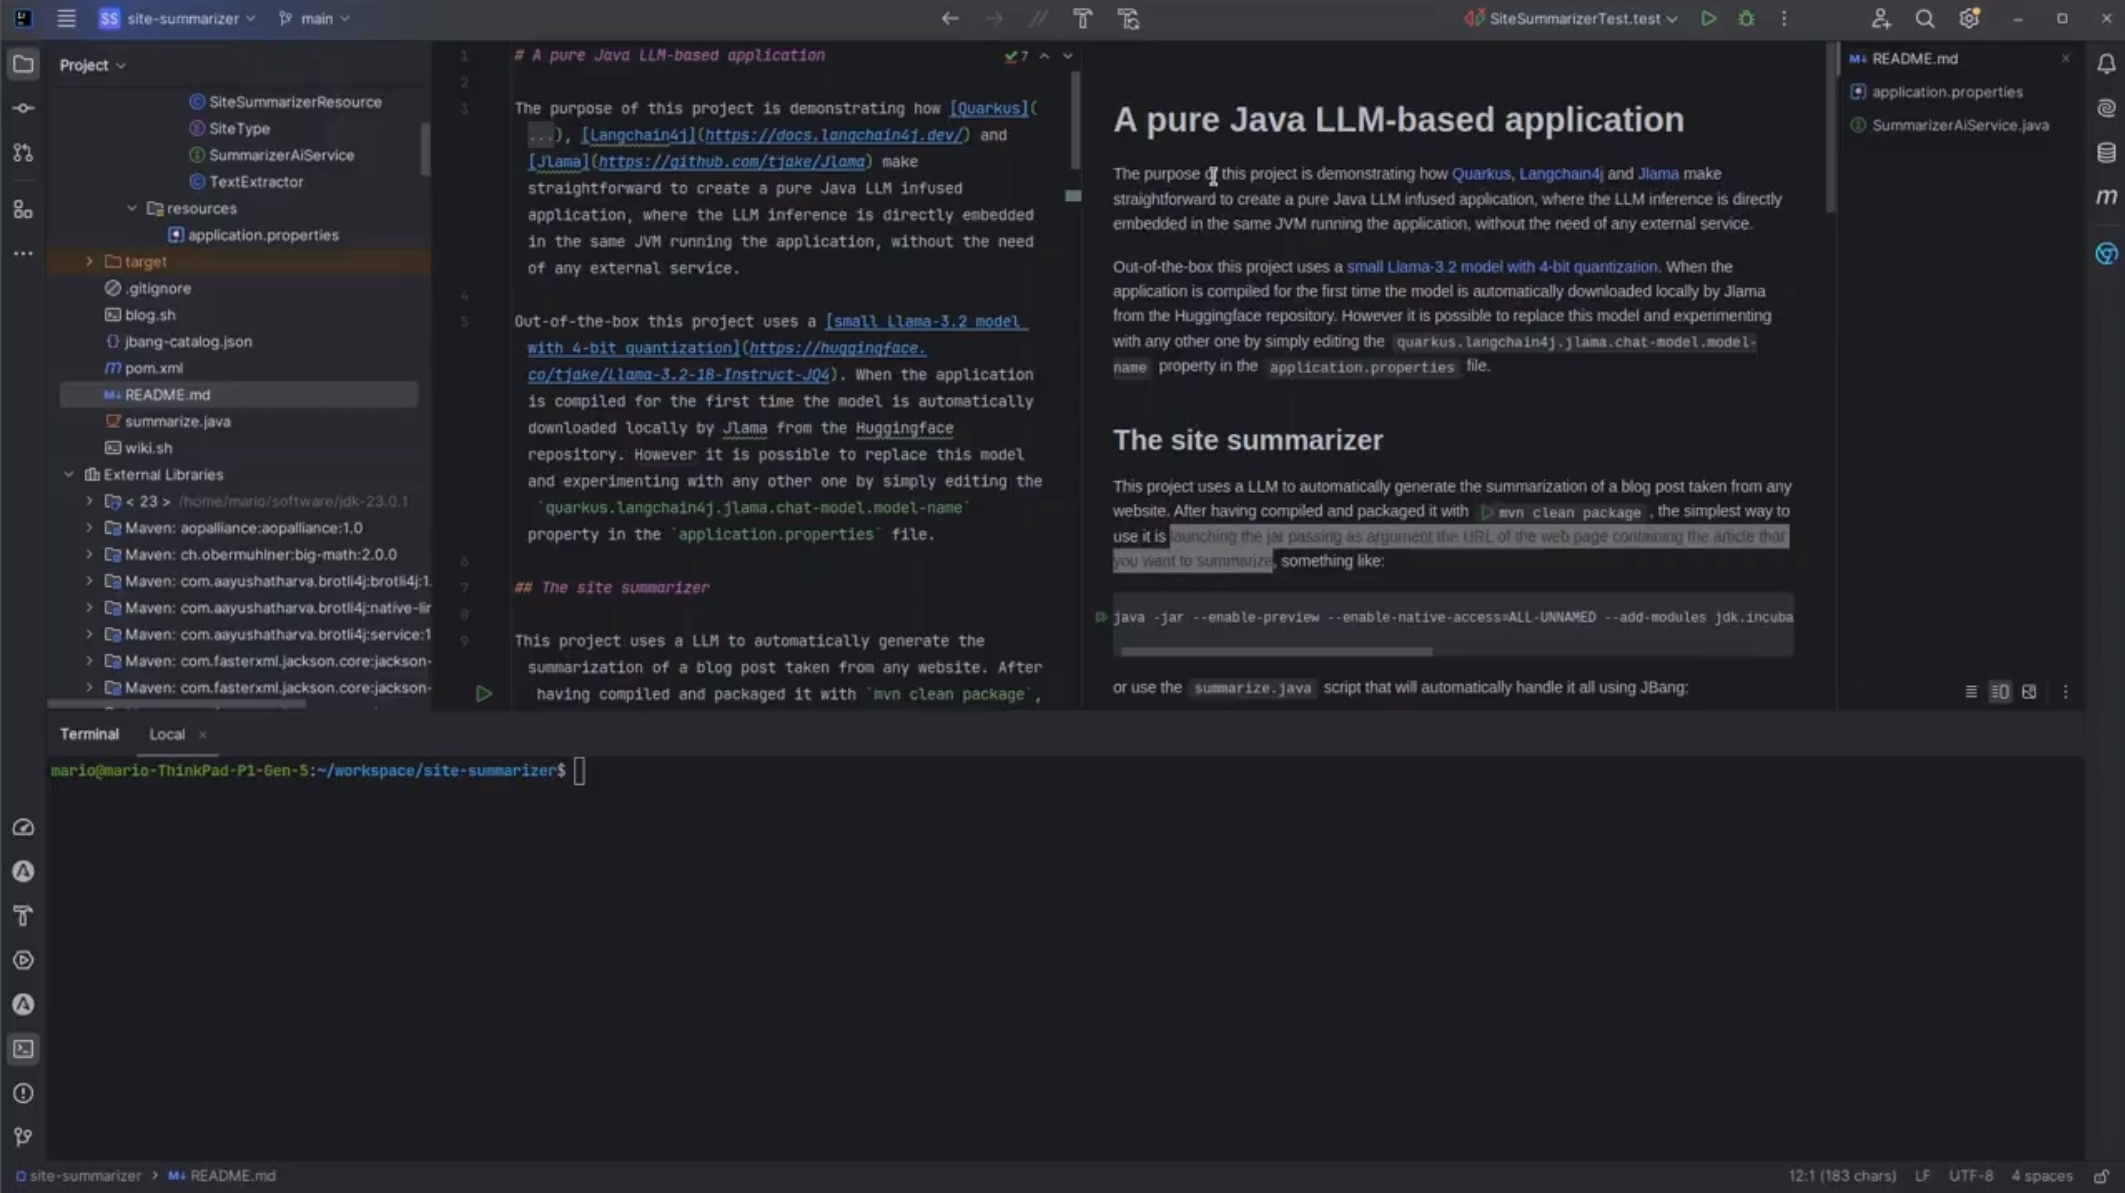 SS site-summarizer
main
SiteSummarizerTest.test
Project
SiteSummarizerResource
SiteType
SummarizerAiService
TextExtractor
resources
application.properties
target
.gitignore
blog.sh
jbang-catalog.json
pom.xml
README.md
summarize.java
wiki.sh
External Libraries
< 23 > /home/mario/software/jdk-23.0.1
Maven: aopalliance:aopalliance:1.0
Maven: ch.obermuhlner:big-math:2.0.0
Maven: com.aayushatharva.brotli4j:brotli4j:1.
Maven: com.aayushatharva.brotli4j:native-lin
Maven: com.aayushatharva.brotli4j:service:1
Maven: com.fasterxml.jackson.core:jackson-
Maven: com.fasterxml.jackson.core:jackson-
1 # A pure Java LLM-based application
7
2
3 The purpose of this project is demonstrating how [Quarkus](
...), [Langchain4j](https://docs.langchain4j.dev/) and
[Jlama](https://github.com/tjake/Jlama) make
straightforward to create a pure Java LLM infused
application, where the LLM inference is directly embedded
in the same JVM running the application, without the need
of any external service.
4
5 Out-of-the-box this project uses a [small Llama-3.2 model
with 4-bit quantization](https://huggingface.
co/tjake/Llama-3.2-1B-Instruct-JQ4). When the application
is compiled for the first time the model is automatically
downloaded locally by Jlama from the Huggingface
repository. However it is possible to replace this model
and experimenting with any other one by simply editing the
`quarkus.langchain4j.jlama.chat-model.model-name`
property in the `application.properties` file.
6
7 ## The site summarizer
8
9 This project uses a LLM to automatically generate the
summarization of a blog post taken from any website. After
having compiled and packaged it with `mvn clean package`,
A pure Java LLM-based application
The purpose of this project is demonstrating how Quarkus, Langchain4j and Jlama make
straightforward to create a pure Java LLM infused application, where the LLM inference is directly
embedded in the same JVM running the application, without the need of any external service.
Out-of-the-box this project uses a small Llama-3.2 model with 4-bit quantization. When the
application is compiled for the first time the model is automatically downloaded locally by Jlama
from the Huggingface repository. However it is possible to replace this model and experimenting
with any other one by simply editing the quarkus.langchain4j.jlama.chat-model.model-
name property in the application.properties file.
The site summarizer
This project uses a LLM to automatically generate the summarization of a blog post taken from any
website. After having compiled and packaged it with mvn clean package , the simplest way to
use it is launching the jar passing as argument the URL of the web page containing the article that
you want to summarize, something like:
java -jar --enable-preview --enable-native-access=ALL-UNNAMED --add-modules jdk.incuba
or use the summarize.java script that will automatically handle it all using JBang:
README.md
application.properties
SummarizerAiService.java
Terminal
Local
mario@mario-ThinkPad-P1-Gen-5:~/workspace/site-summarizer$
site-summarizer > README.md
12:1 (183 chars)
LF
UTF-8
4 spaces